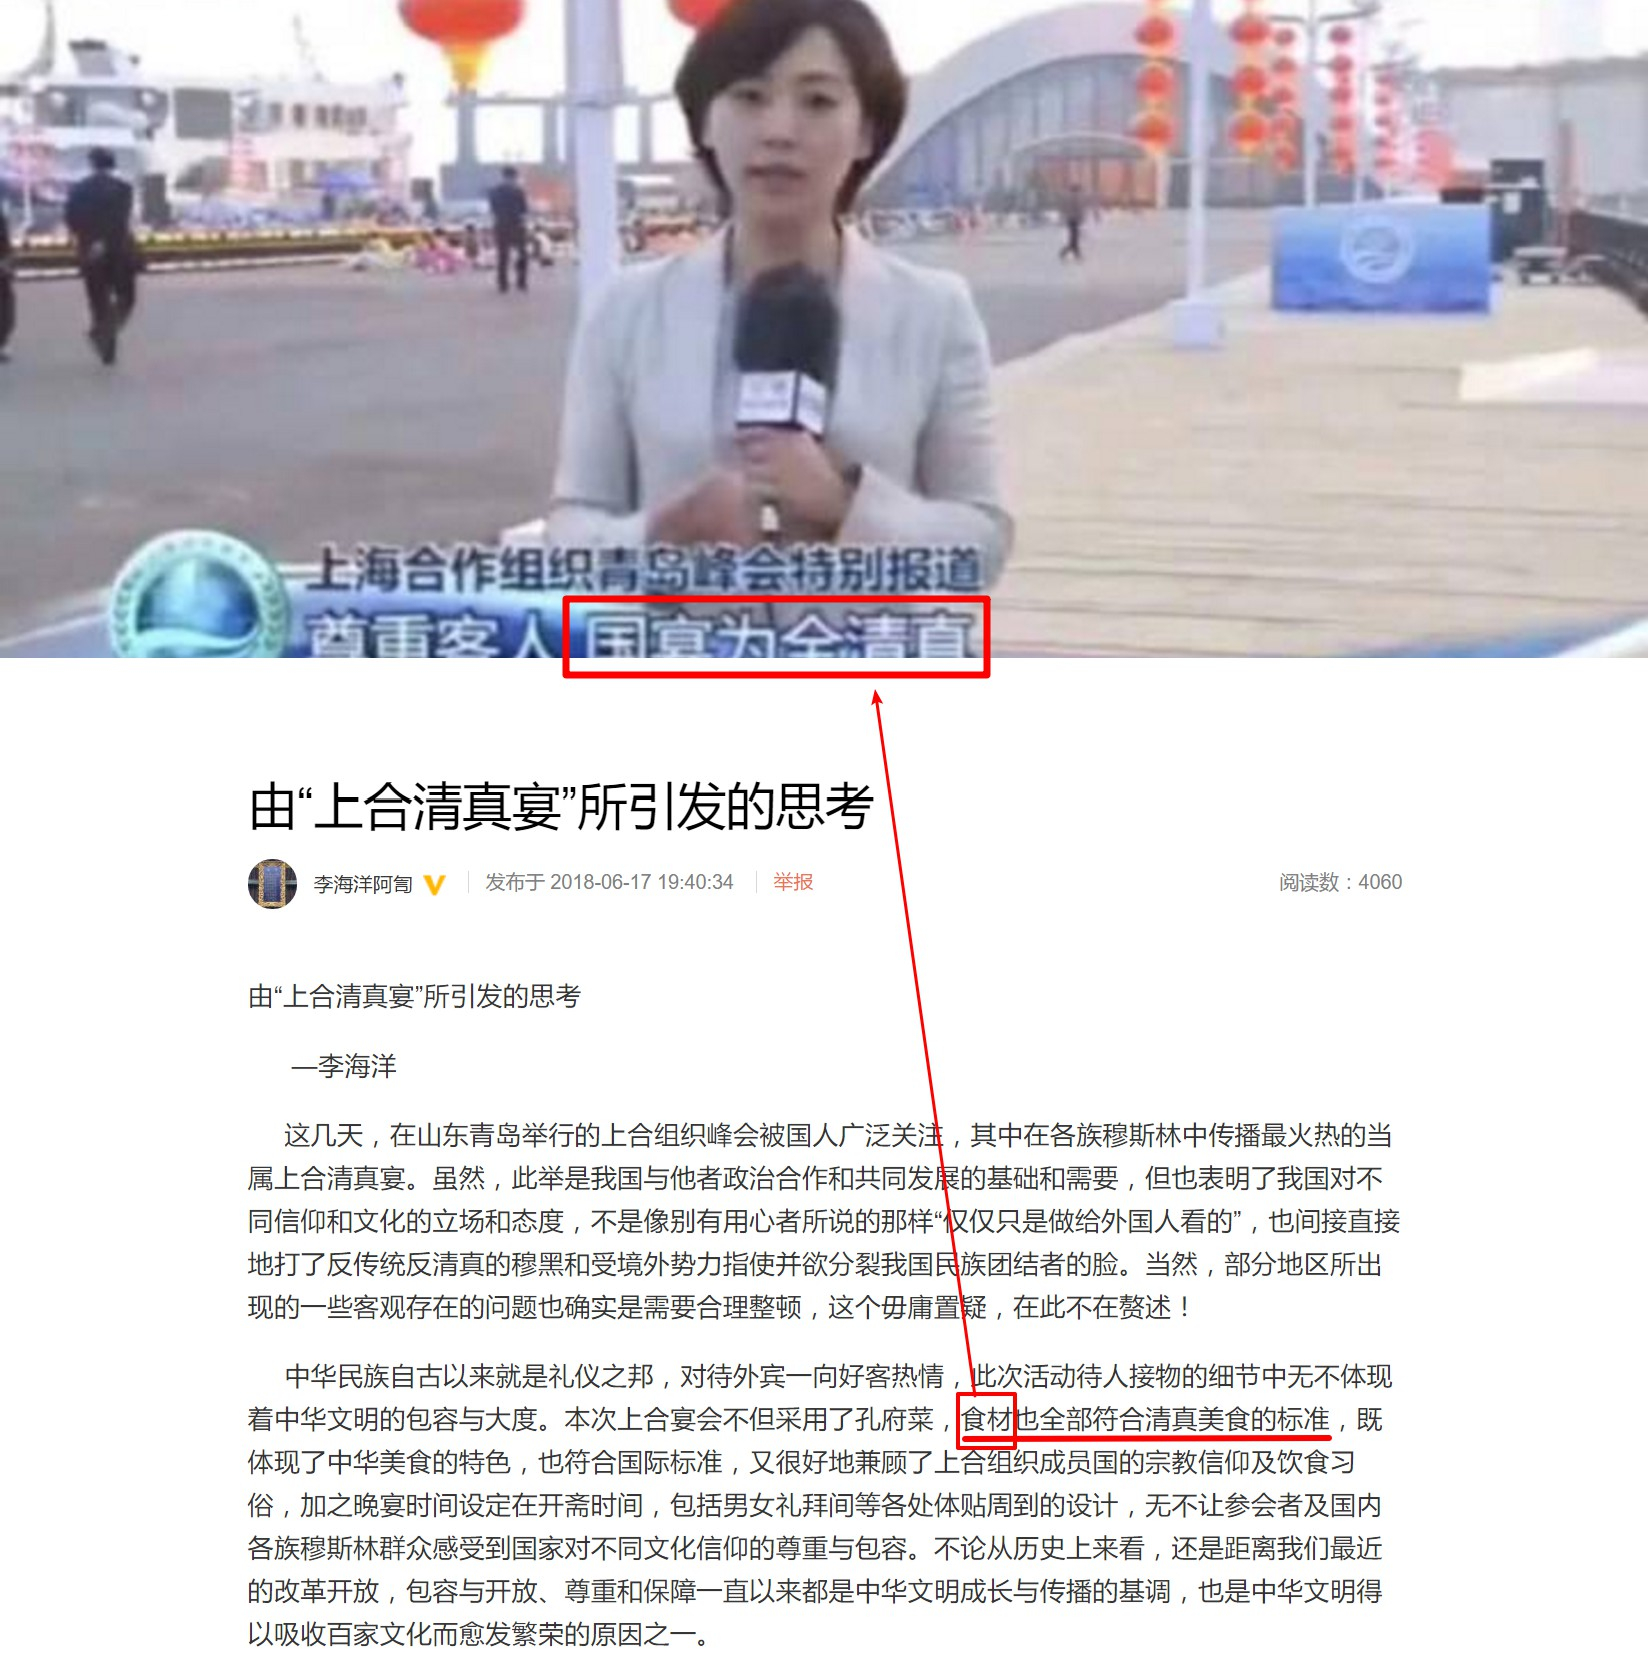 上海合作组织青岛峰会特别报道
尊重客人 国宴为全清真
由“上合清真宴”所引发的思考
李海洋阿訇 V 发布于 2018-06-17 19:40:34 举报 阅读数：4060
由“上合清真宴”所引发的思考
—李海洋
这几天，在山东青岛举行的上合组织峰会被国人广泛关注，其中在各族穆斯林中传播最火热的当
属上合清真宴。虽然，此举是我国与他者政治合作和共同发展的基础和需要，但也表明了我国对不
同信仰和文化的立场和态度，不是像别有用心者所说的那样“仅仅只是做给外国人看的”，也间接直接
地打了反传统反清真的穆黑和受境外势力指使并欲分裂我国民族团结者的脸。当然，部分地区所出
现的一些客观存在的问题也确实是需要合理整顿，这个毋庸置疑，在此不在赘述！
中华民族自古以来就是礼仪之邦，对待外宾一向好客热情，此次活动待人接物的细节中无不体现
着中华文明的包容与大度。本次上合宴会不但采用了孔府菜，食材也全部符合清真美食的标准，既
体现了中华美食的特色，也符合国际标准，又很好地兼顾了上合组织成员国的宗教信仰及饮食习
俗，加之晚宴时间设定在开斋时间，包括男女礼拜间等各处体贴周到的设计，无不让参会者及国内
各族穆斯林群众感受到国家对不同文化信仰的尊重与包容。不论从历史上来看，还是距离我们最近
的改革开放，包容与开放、尊重和保障一直以来都是中华文明成长与传播的基调，也是中华文明得
以吸收百家文化而愈发繁荣的原因之一。